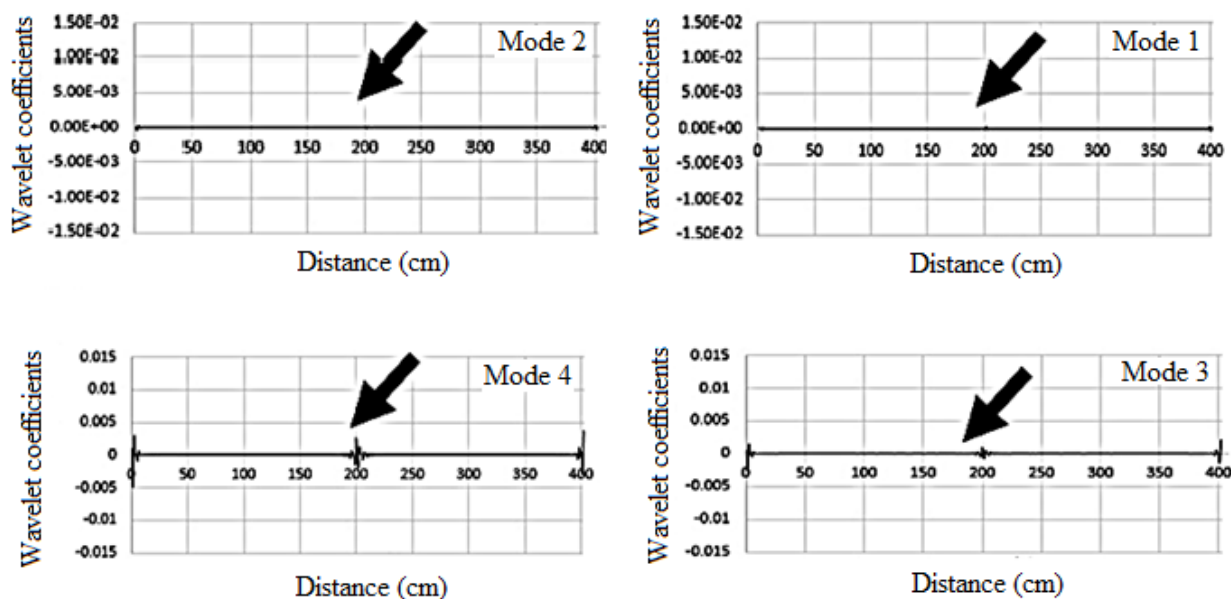 Wavelet coefficients
1.50E-02
1.00E-02
5.00E-03
0.00E+00
-5.00E-03
-1.00E-02
-1.50E-02
Mode 2
0 50 100 150 200 250 300 350 400
Distance (cm)
Wavelet coefficients
1.50E-02
1.00E-02
5.00E-03
0.00E+00
-5.00E-03
-1.00E-02
-1.50E-02
Mode 1
0 50 100 150 200 250 300 350 400
Distance (cm)
Wavelet coefficients
0.015
0.01
0.005
0
-0.005
-0.01
-0.015
Mode 4
0 50 100 150 200 250 300 350 400
Distance (cm)
Wavelet coefficients
0.015
0.01
0.005
0
-0.005
-0.01
-0.015
Mode 3
0 50 100 150 200 250 300 350 400
Distance (cm)